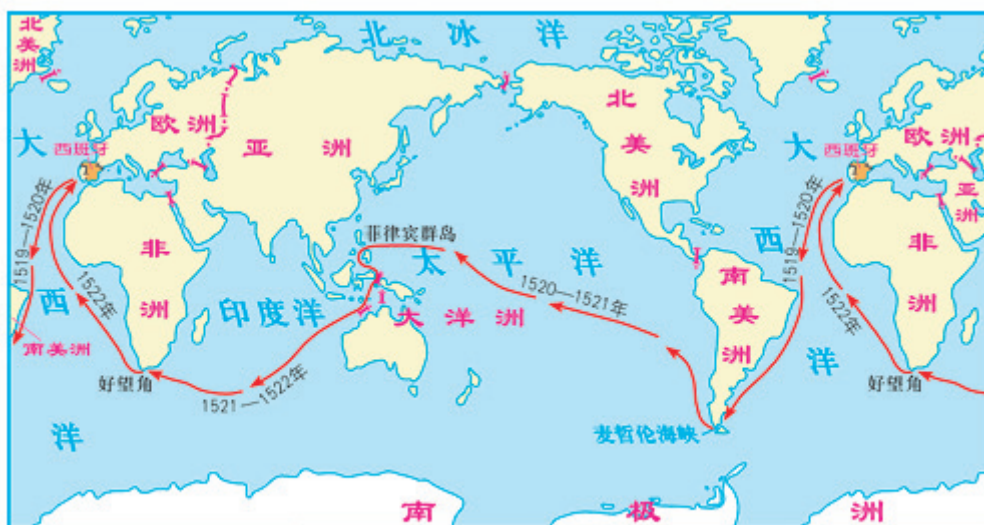 北美洲
北冰洋
大
西班牙
欧洲
亚洲
北美洲
大
西班牙
欧洲
亚洲
1519—1520年
非洲
菲律宾群岛
太平洋
西
1519—1520年
非洲
西
1522年
印度洋
大洋洲
1520—1521年
南美洲
1522年
南美洲
好望角
1521—1522年
洋
好望角
洋
麦哲伦海峡
南极洲